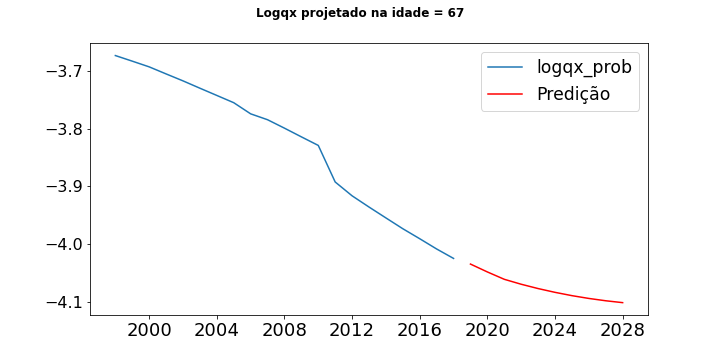 Logqx projetado na idade = 67
logqx_prob
Predição
−3.7
−3.8
−3.9
−4.0
−4.1
2000 2004 2008 2012 2016 2020 2024 2028